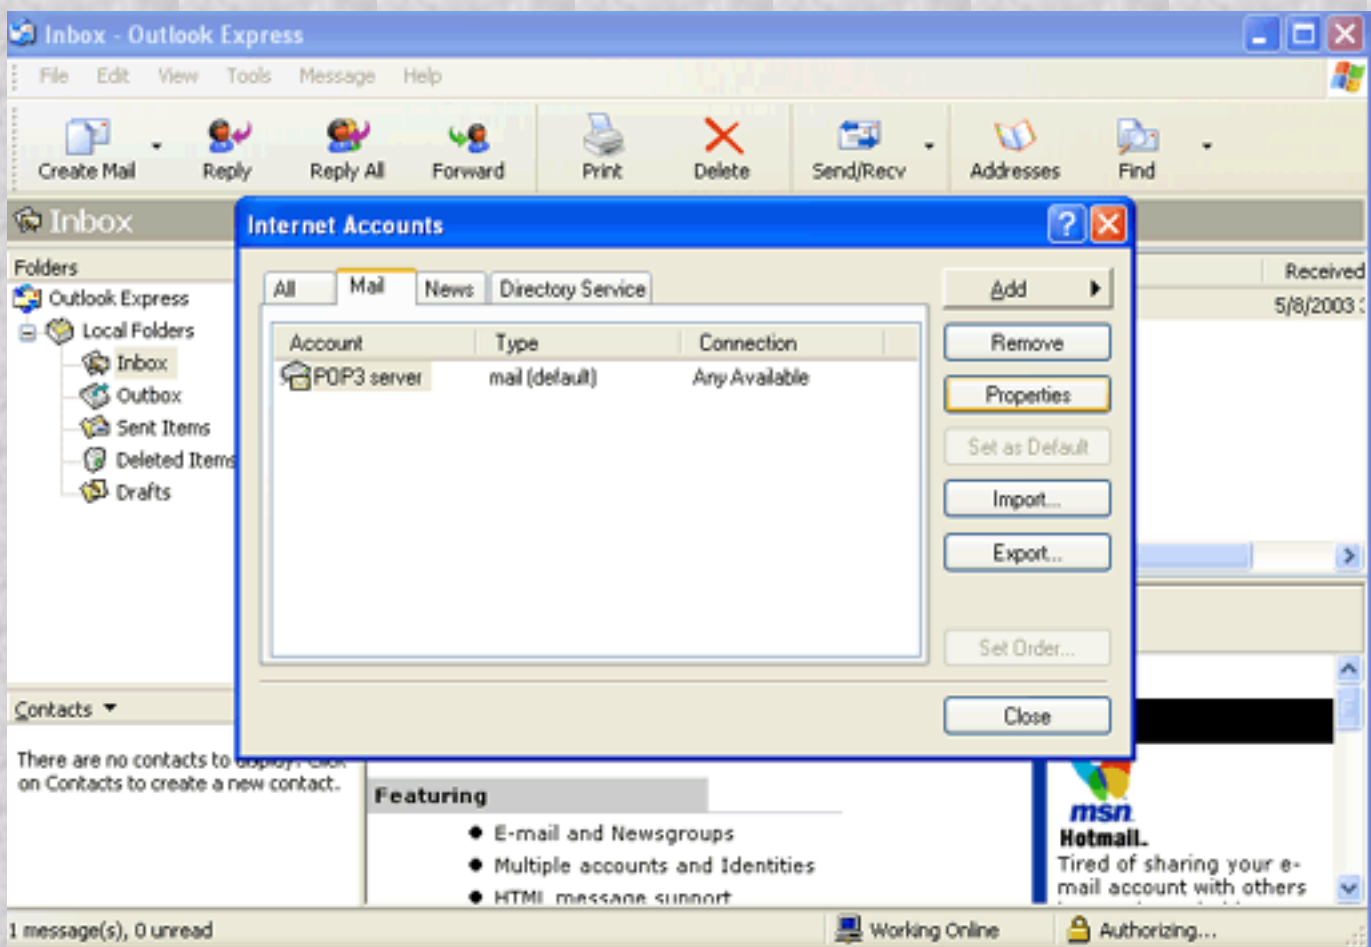 Inbox - Outlook Express
File Edit View Tools Message Help
Create Mail Reply Reply All Forward Print Delete Send/Recv Addresses Find
Inbox
Internet Accounts
Folders
Received
Outlook Express
5/8/2003
Local Folders
Inbox
Outbox
Sent Items
Deleted Items
Drafts
All Mail News Directory Service
Account Type Connection
POP3 server mail (default) Any Available
Add
Remove
Properties
Set as Default
Import...
Export...
Set Order...
Close
Contacts
There are no contacts to display. Click
on Contacts to create a new contact.
Featuring
E-mail and Newsgroups
Multiple accounts and Identities
HTML message support
msn
Hotmail.
Tired of sharing your e-
mail account with others
1 message(s), 0 unread
Working Online
Authorizing...